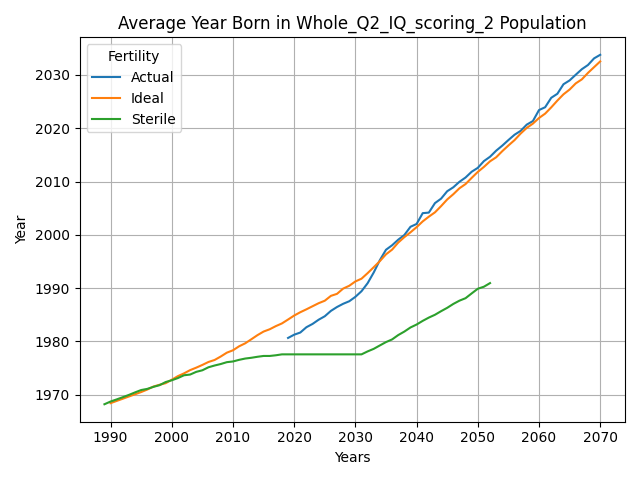 Average Year Born in Whole_Q2_IQ_scoring_2 Population
Fertility
Actual
Ideal
Sterile
2030
2020
2010
2000
1990
1980
1970
Year
1990 2000 2010 2020 2030 2040 2050 2060 2070
Years